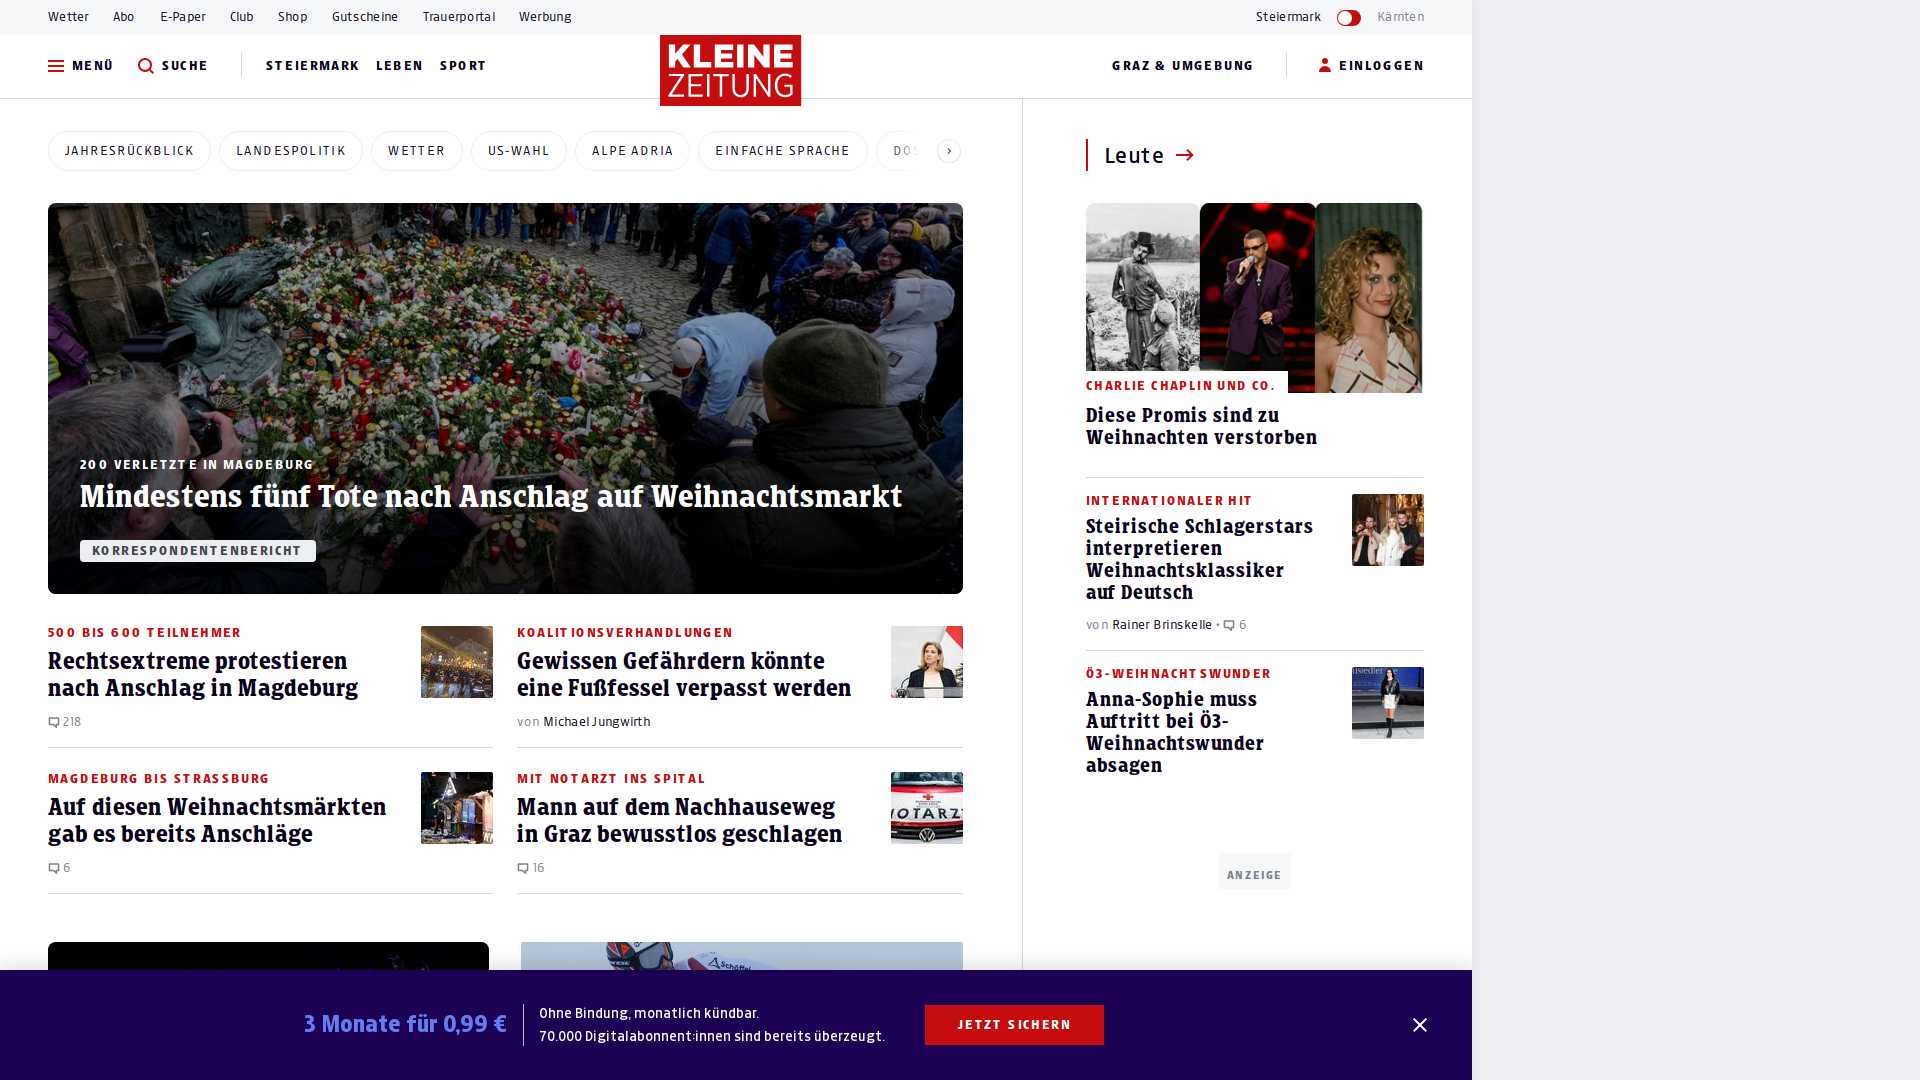 Wetter Abo E-Paper Club Shop Gutscheine Trauerportal Werbung
Steiermark Kärnten
MENÜ SUCHE STEIERMARK LEBEN SPORT
KLEINE
ZEITUNG
GRAZ & UMGEBUNG EINLOGGEN
JAHRESRÜCKBLICK LANDESPOLITIK WETTER US-WAHL ALPE ADRIA EINFACHE SPRACHE
200 VERLETZTE IN MAGDEBURG
Mindestens fünf Tote nach Anschlag auf Weihnachtsmarkt
KORRESPONDENTENBERICHT
500 BIS 600 TEILNEHMER
Rechtsextreme protestieren
nach Anschlag in Magdeburg
218
KOALITIONSVERHANDLUNGEN
Gewissen Gefährdern könnte
eine Fußfessel verpasst werden
von Michael Jungwirth
MAGDEBURG BIS STRASSBURG
Auf diesen Weihnachtsmärkten
gab es bereits Anschläge
6
MIT NOTARZT INS SPITAL
Mann auf dem Nachhauseweg
in Graz bewusstlos geschlagen
16
Leute
CHARLIE CHAPLIN UND CO.
Diese Promis sind zu
Weihnachten verstorben
INTERNATIONALER HIT
Steirische Schlagerstars
interpretieren
Weihnachtsklassiker
auf Deutsch
von Rainer Brinskelle • 6
Ö3-WEIHNACHTSWUNDER
Anna-Sophie muss
Auftritt bei Ö3-
Weihnachtswunder
absagen
ANZEIGE
Schöffel
3 Monate für 0,99 €
Ohne Bindung, monatlich kündbar.
70.000 Digitalabonnent:innen sind bereits überzeugt.
JETZT SICHERN